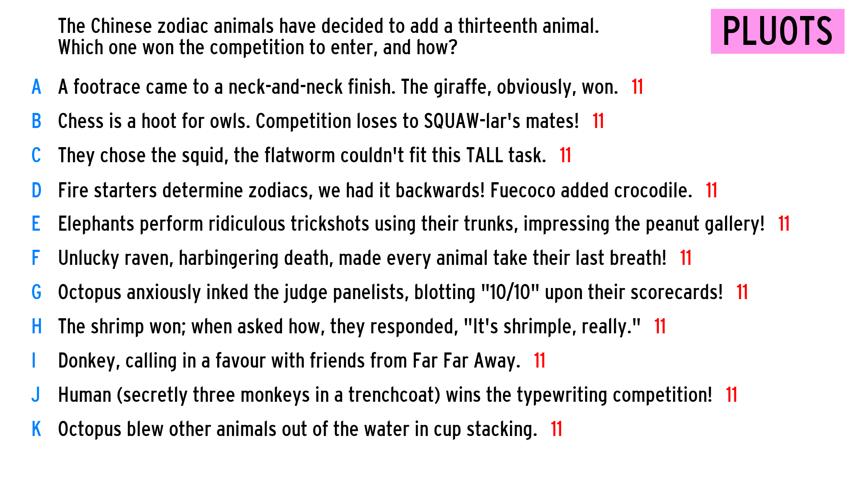 The Chinese zodiac animals have decided to add a thirteenth animal.
Which one won the competition to enter, and how?
PLUOTS
A A footrace came to a neck-and-neck finish. The giraffe, obviously, won. 11
B Chess is a hoot for owls. Competition loses to SQUAW-lar's mates! 11
C They chose the squid, the flatworm couldn't fit this TALL task. 11
D Fire starters determine zodiacs, we had it backwards! Fuecoco added crocodile. 11
E Elephants perform ridiculous trickshots using their trunks, impressing the peanut gallery! 11
F Unlucky raven, harbingering death, made every animal take their last breath! 11
G Octopus anxiously inked the judge panelists, blotting "10/10" upon their scorecards! 11
H The shrimp won; when asked how, they responded, "It's shrimple, really." 11
I Donkey, calling in a favour with friends from Far Far Away. 11
J Human (secretly three monkeys in a trenchcoat) wins the typewriting competition! 11
K Octopus blew other animals out of the water in cup stacking. 11